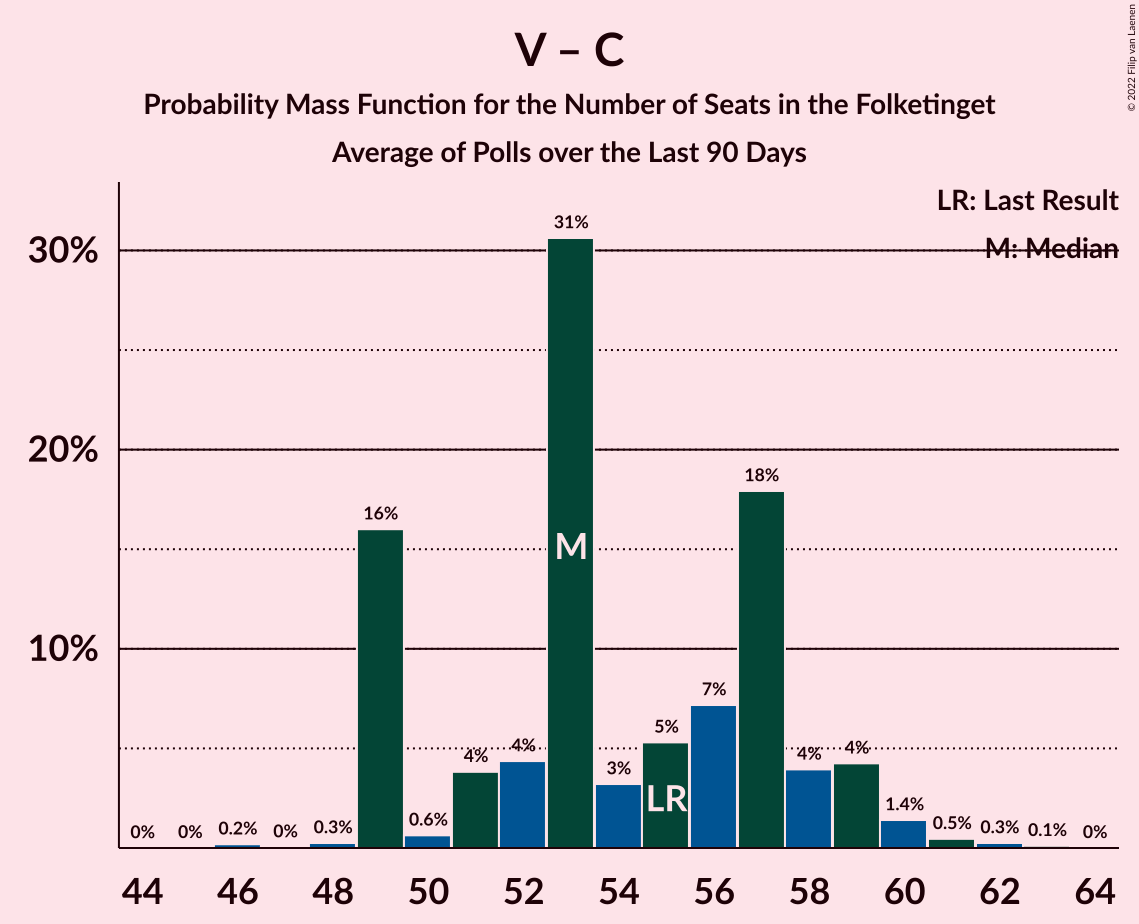 V – C
Probability Mass Function for the Number of Seats in the Folketinget
Average of Polls over the Last 90 Days
© 2022 Filip van Laenen
LR: Last Result
M: Median
30%
20%
10%
0% 0% 0.2% 0% 0.3% 16% 0.6% 4% 4% 31% 3% 5% 7% 18% 4% 4% 1.4% 0.5% 0.3% 0.1% 0%
M
LR
44 46 48 50 52 54 56 58 60 62 64